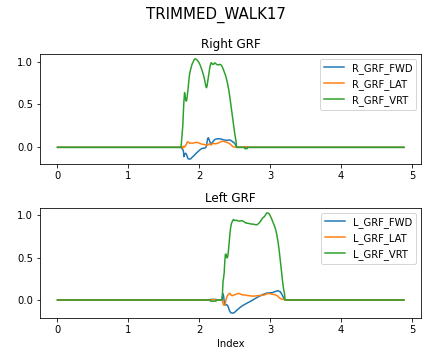 TRIMMED_WALK17
Right GRF
R_GRF_FWD
R_GRF_LAT
R_GRF_VRT
1.0
0.5
0.0
0 1 2 3 4 5
Left GRF
L_GRF_FWD
L_GRF_LAT
L_GRF_VRT
1.0
0.5
0.0
0 1 2 3 4 5
Index